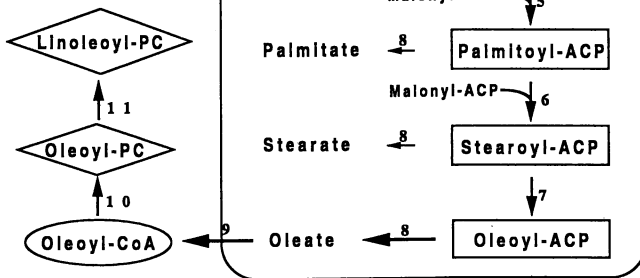 5
Linoleoyl-PC
Palmitate 8 Palmitoyl-ACP
Malonyl-ACP 6
11
Oleoyl-PC
Stearate 8 Stearoyl-ACP
10
7
Oleoyl-CoA 9 Oleate 8 Oleoyl-ACP